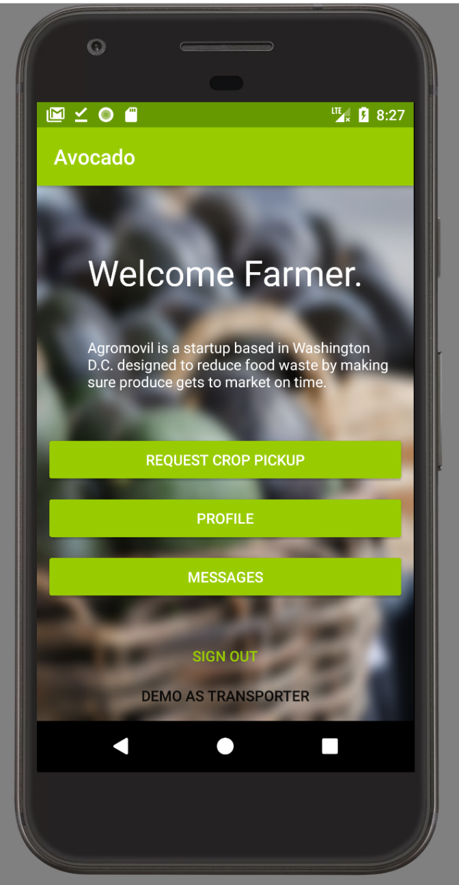 LTE 8:27
Avocado
Welcome Farmer.
Agromovil is a startup based in Washington
D.C. designed to reduce food waste by making
sure produce gets to market on time.
REQUEST CROP PICKUP
PROFILE
MESSAGES
SIGN OUT
DEMO AS TRANSPORTER